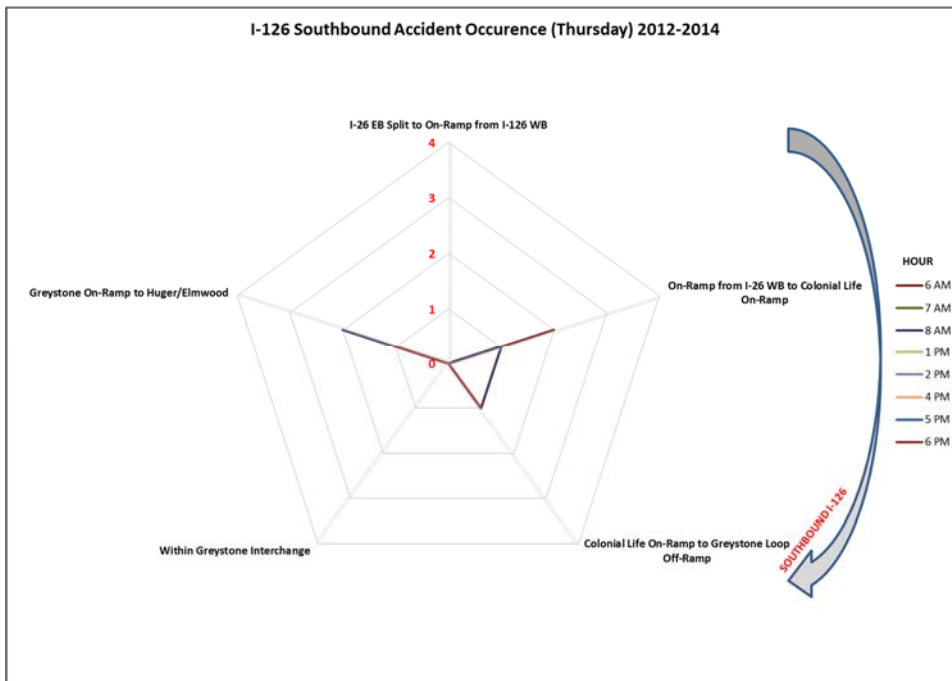 I-126 Southbound Accident Occurence (Thursday) 2012-2014
I-26 EB Split to On-Ramp from I-126 WB
4
3
2
1
0
On-Ramp from I-26 WB to Colonial Life
On-Ramp
Colonial Life On-Ramp to Greystone Loop
Off-Ramp
Within Greystone Interchange
Greystone On-Ramp to Huger/Elmwood
SOUTHBOUND I-126
HOUR
6 AM
7 AM
8 AM
1 PM
2 PM
4 PM
5 PM
6 PM